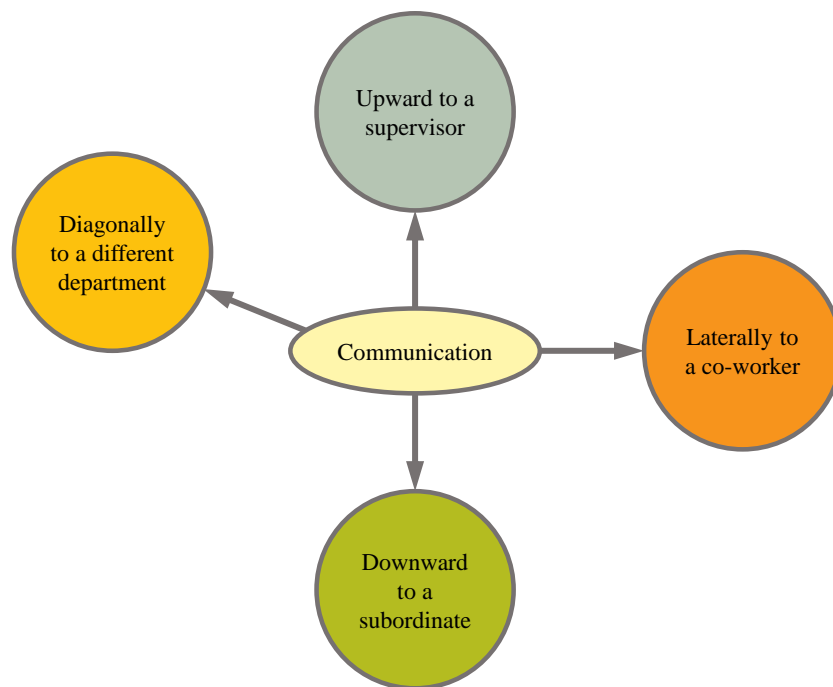 Upward to a
supervisor
Diagonally
to a different
department
Communication
Laterally to
a co-worker
Downward
to a
subordinate